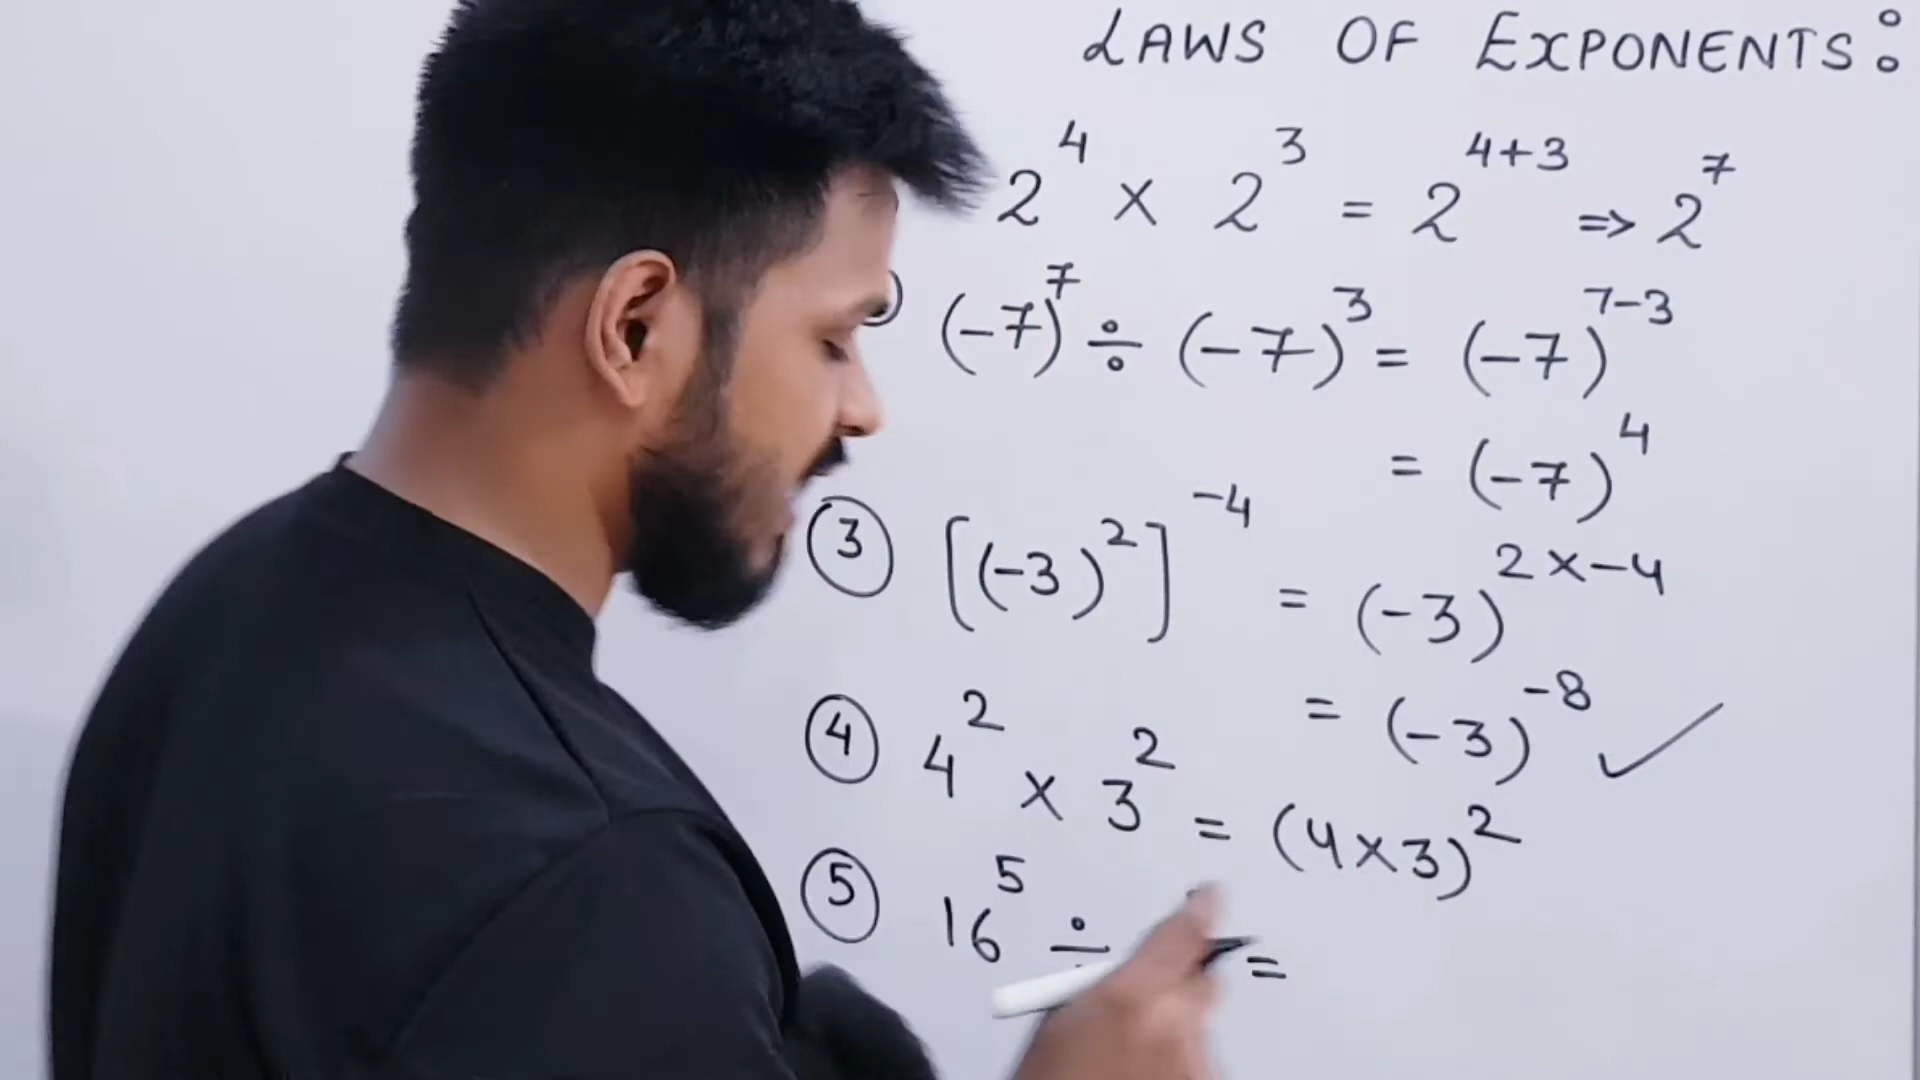 LAWS OF EXPONENTS:
2⁴ × 2³ = 2⁴⁺³ ⇒ 2⁷
(-7)⁷ ÷ (-7)³ = (-7)⁷⁻³
= (-7)⁴
③ [(-3)²]⁻⁴ = (-3)^{2×-4}
= (-3)⁻⁸ ✓
④ 4² × 3² = (4×3)²
⑤ 16⁵ ÷ =